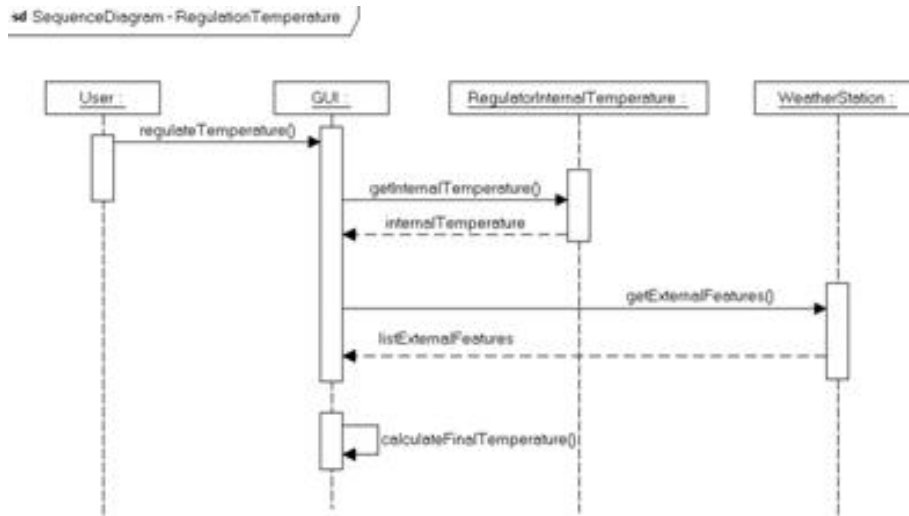 sd SequenceDiagram - RegulationTemperature
User :
GUI :
RegulatorInternalTemperature :
WeatherStation :
regulateTemperature()
getInternalTemperature()
internalTemperature
getExternalFeatures()
listExternalFeatures
calculateFinalTemperature()